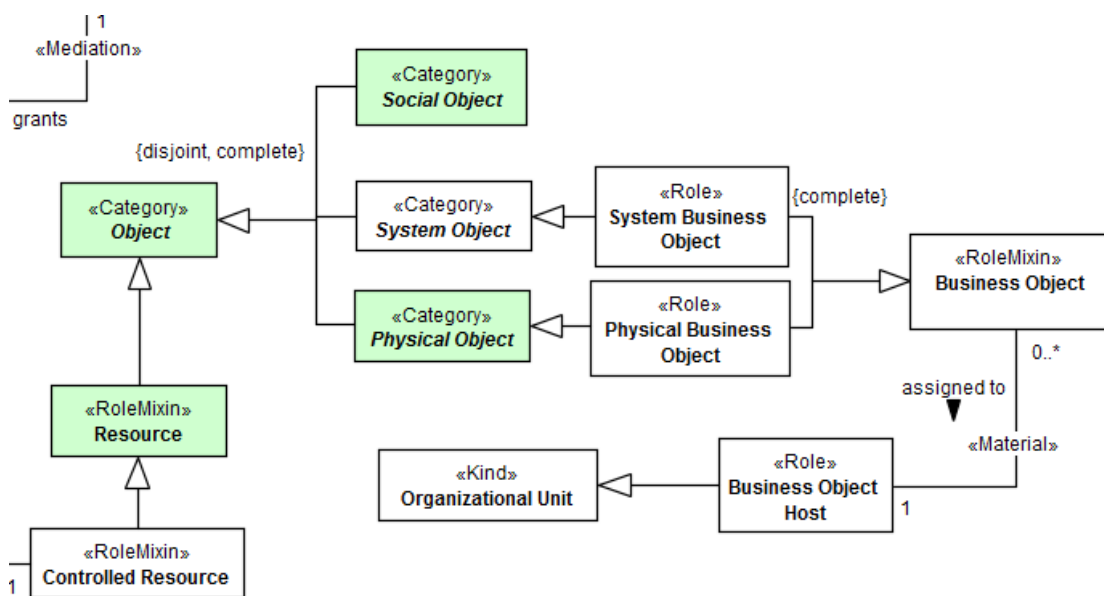 1
«Mediation»
grants
{disjoint, complete}
«Category»
Social Object
«Category»
Object
«Category»
System Object
«Role»
System Business
Object
{complete}
«RoleMixin»
Business Object
«Category»
Physical Object
«Role»
Physical Business
Object
0..*
assigned to
«Material»
«RoleMixin»
Resource
«Kind»
Organizational Unit
«Role»
Business Object
Host
1
«RoleMixin»
Controlled Resource
1